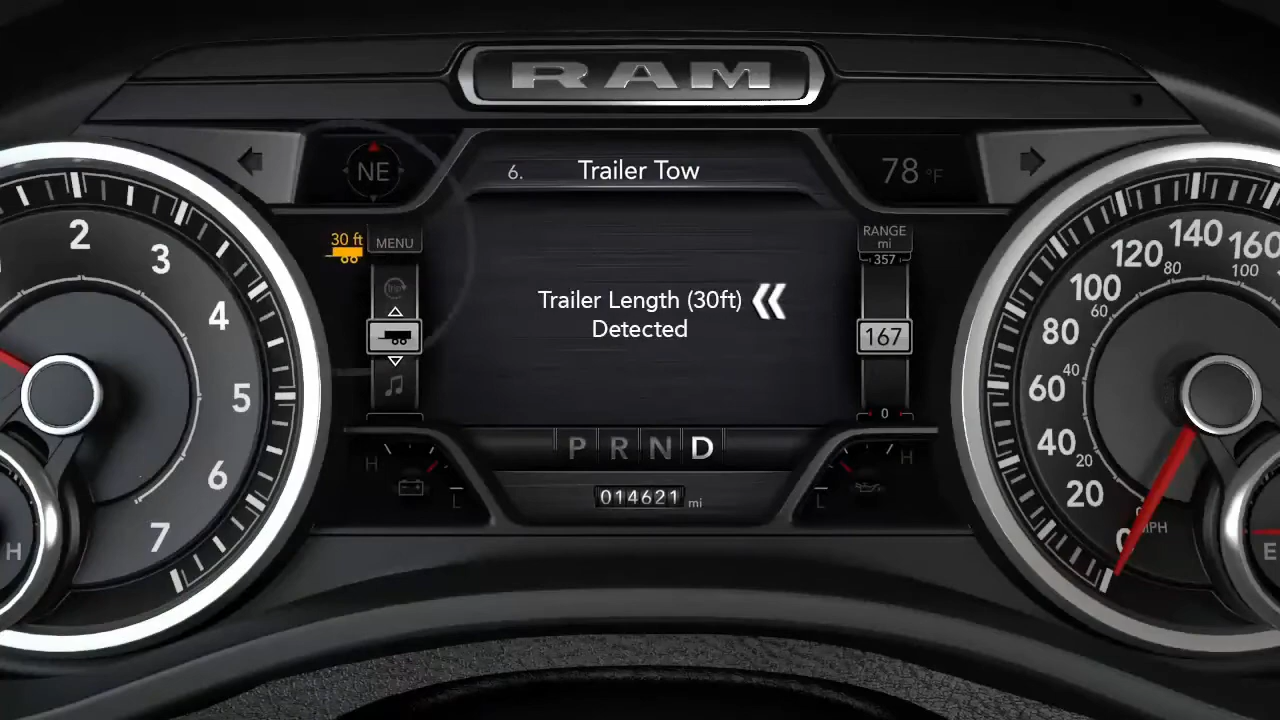 RAM
NE
6. Trailer Tow
78 °F
30 ft
MENU
RANGE
mi
357
Trailer Length (30ft)
Detected
167
0
P R N D
H
L
014621 mi
H
L
2
3
4
5
6
7
H
0
20
40
60
80
100
120
140
160
0
20
40
60
80
100
MPH
E